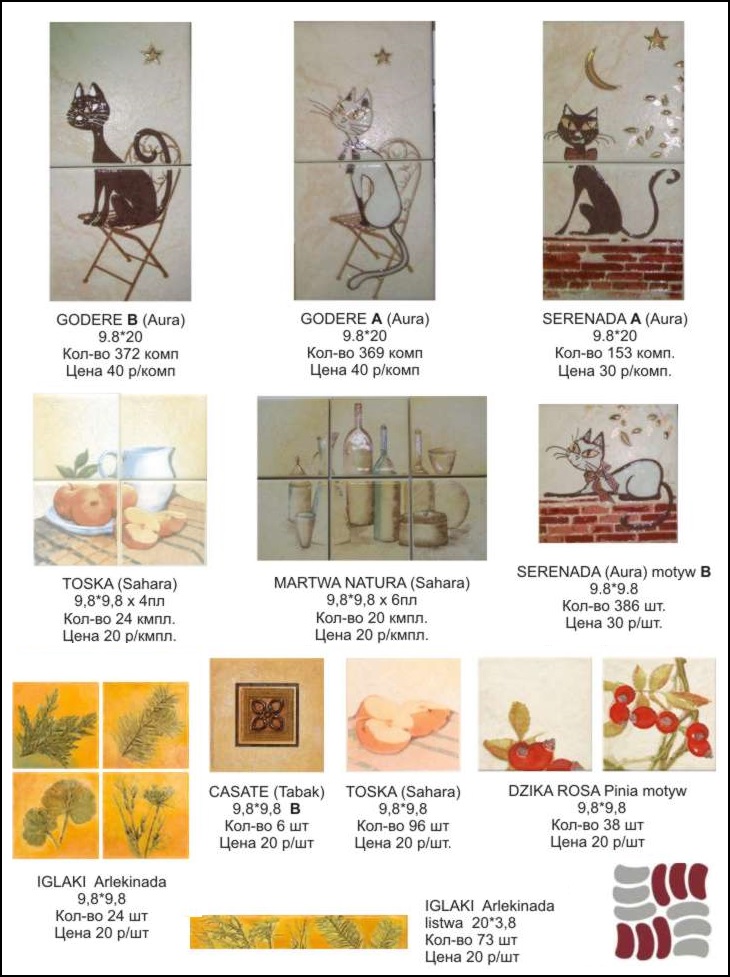 GODERE B (Aura)
9.8*20
Кол-во 372 комп
Цена 40 р/комп
GODERE A (Aura)
9.8*20
Кол-во 369 комп
Цена 40 р/комп
SERENADA A (Aura)
9.8*20
Кол-во 153 комп.
Цена 30 р/комп.
TOSKA (Sahara)
9,8*9,8 x 4пл
Кол-во 24 кмпл.
Цена 20 р/кмпл.
MARTWA NATURA (Sahara)
9,8*9,8 x 6пл
Кол-во 20 кмпл.
Цена 20 р/кмпл.
SERENADA (Aura) motyw B
9.8*9.8
Кол-во 386 шт.
Цена 30 р/шт.
CASATE (Tabak)
9,8*9,8 B
Кол-во 6 шт
Цена 20 р/шт
TOSKA (Sahara)
9,8*9,8
Кол-во 96 шт
Цена 20 р/шт.
DZIKA ROSA Pinia motyw
9,8*9,8
Кол-во 38 шт
Цена 20 р/шт
IGLAKI Arlekinada
9,8*9,8
Кол-во 24 шт
Цена 20 р/шт
IGLAKI Arlekinada
listwa 20*3,8
Кол-во 73 шт
Цена 20 р/шт